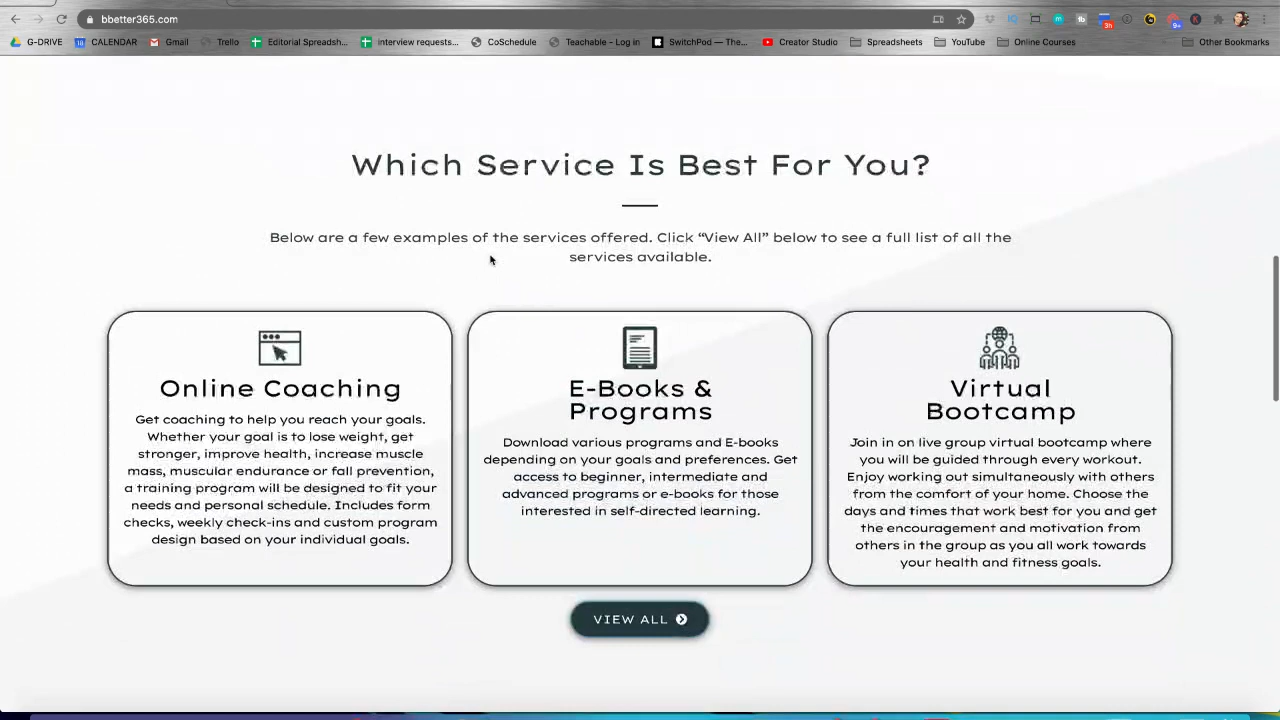 bbetter365.com
3h
9+
G-DRIVE
CALENDAR
Gmail
Trello
Editorial Spreadsh...
interview requests...
CoSchedule
Teachable – Log in
SwitchPod — The...
Creator Studio
Spreadsheets
YouTube
Online Courses
Other Bookmarks
Which Service Is Best For You?
Below are a few examples of the services offered. Click “View All” below to see a full list of all the
services available.
Online Coaching
Get coaching to help you reach your goals.
Whether your goal is to lose weight, get
stronger, improve health, increase muscle
mass, muscular endurance or fall prevention,
a training program will be designed to fit your
needs and personal schedule. Includes form
checks, weekly check-ins and custom program
design based on your individual goals.
E-Books &
Programs
Download various programs and E-books
depending on your goals and preferences. Get
access to beginner, intermediate and
advanced programs or e-books for those
interested in self-directed learning.
Virtual
Bootcamp
Join in on live group virtual bootcamp where
you will be guided through every workout.
Enjoy working out simultaneously with others
from the comfort of your home. Choose the
days and times that work best for you and get
the encouragement and motivation from
others in the group as you all work towards
your health and fitness goals.
VIEW ALL